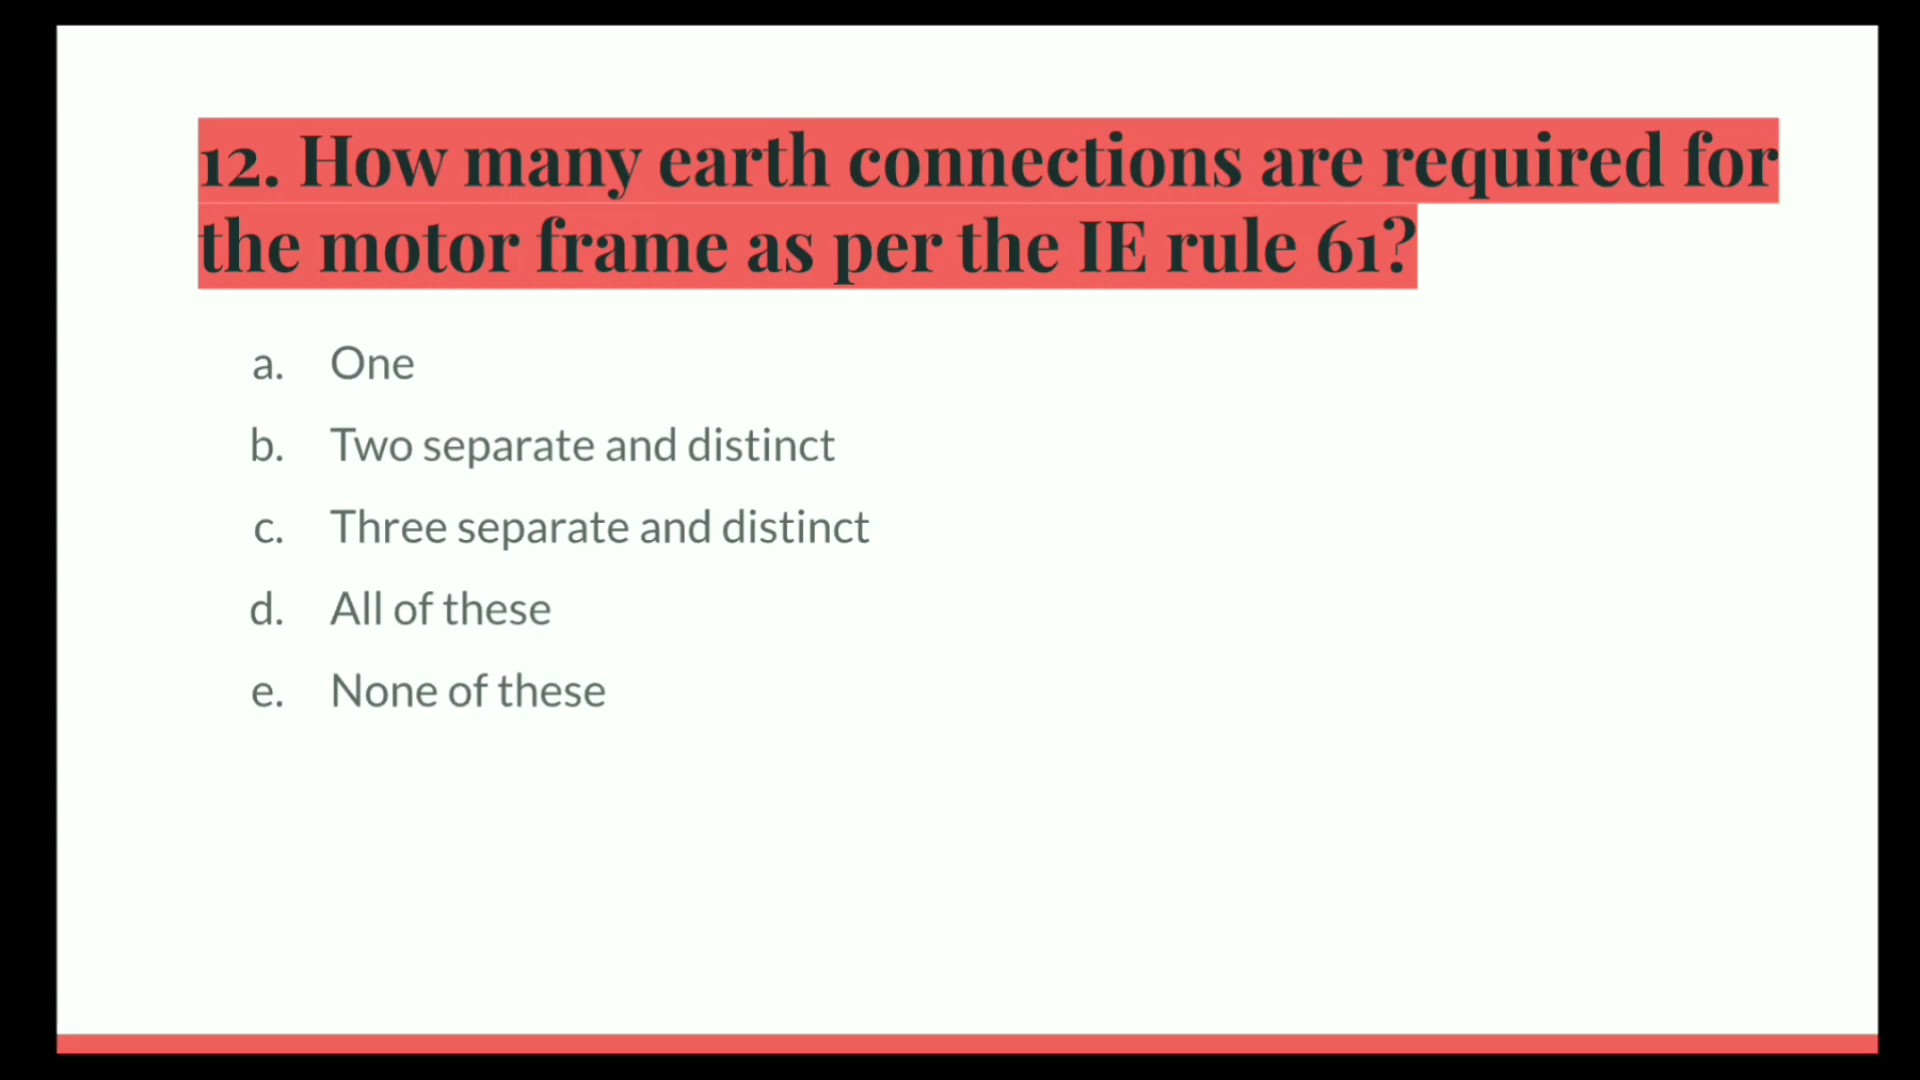 12. How many earth connections are required for
the motor frame as per the IE rule 61?
a. One
b. Two separate and distinct
c. Three separate and distinct
d. All of these
e. None of these